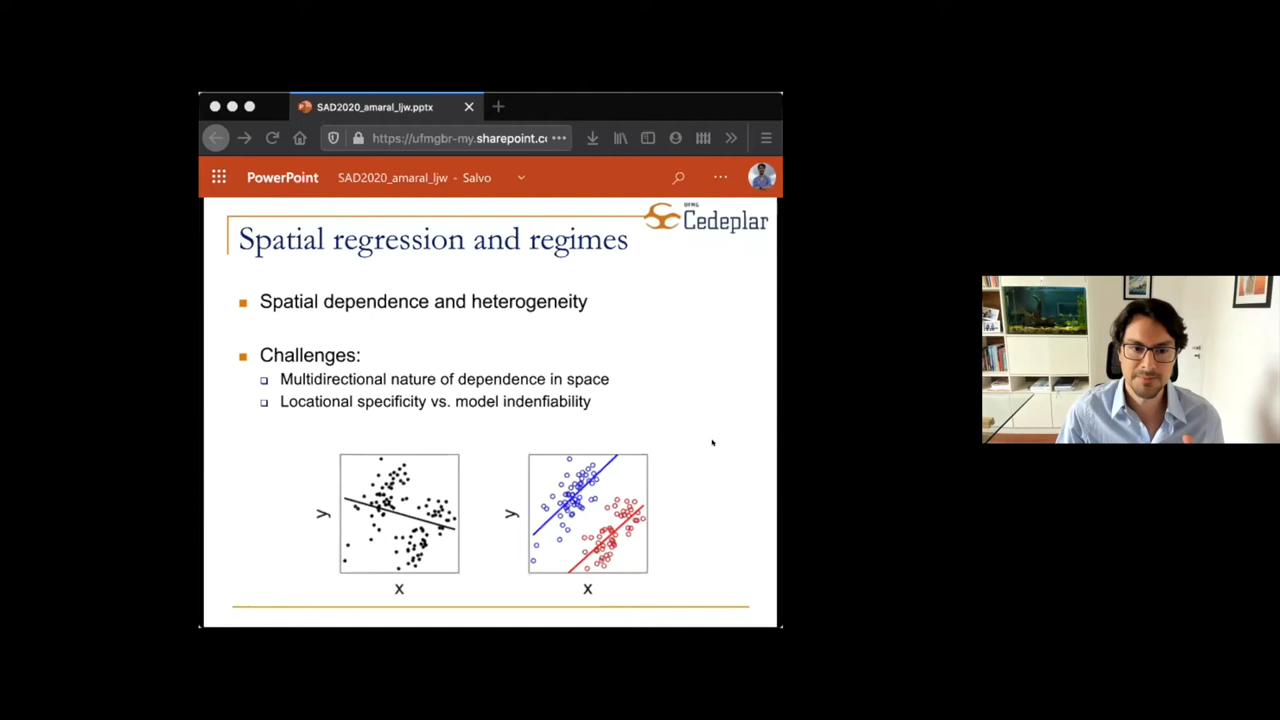 SAD2020_amaral_ljw.pptx
https://ufmgbr-my.sharepoint.co
PowerPoint SAD2020_amaral_ljw - Salvo
UFMG
Cedeplar
Spatial regression and regimes
Spatial dependence and heterogeneity
Challenges:
Multidirectional nature of dependence in space
Locational specificity vs. model indenfiability
y
x
y
x